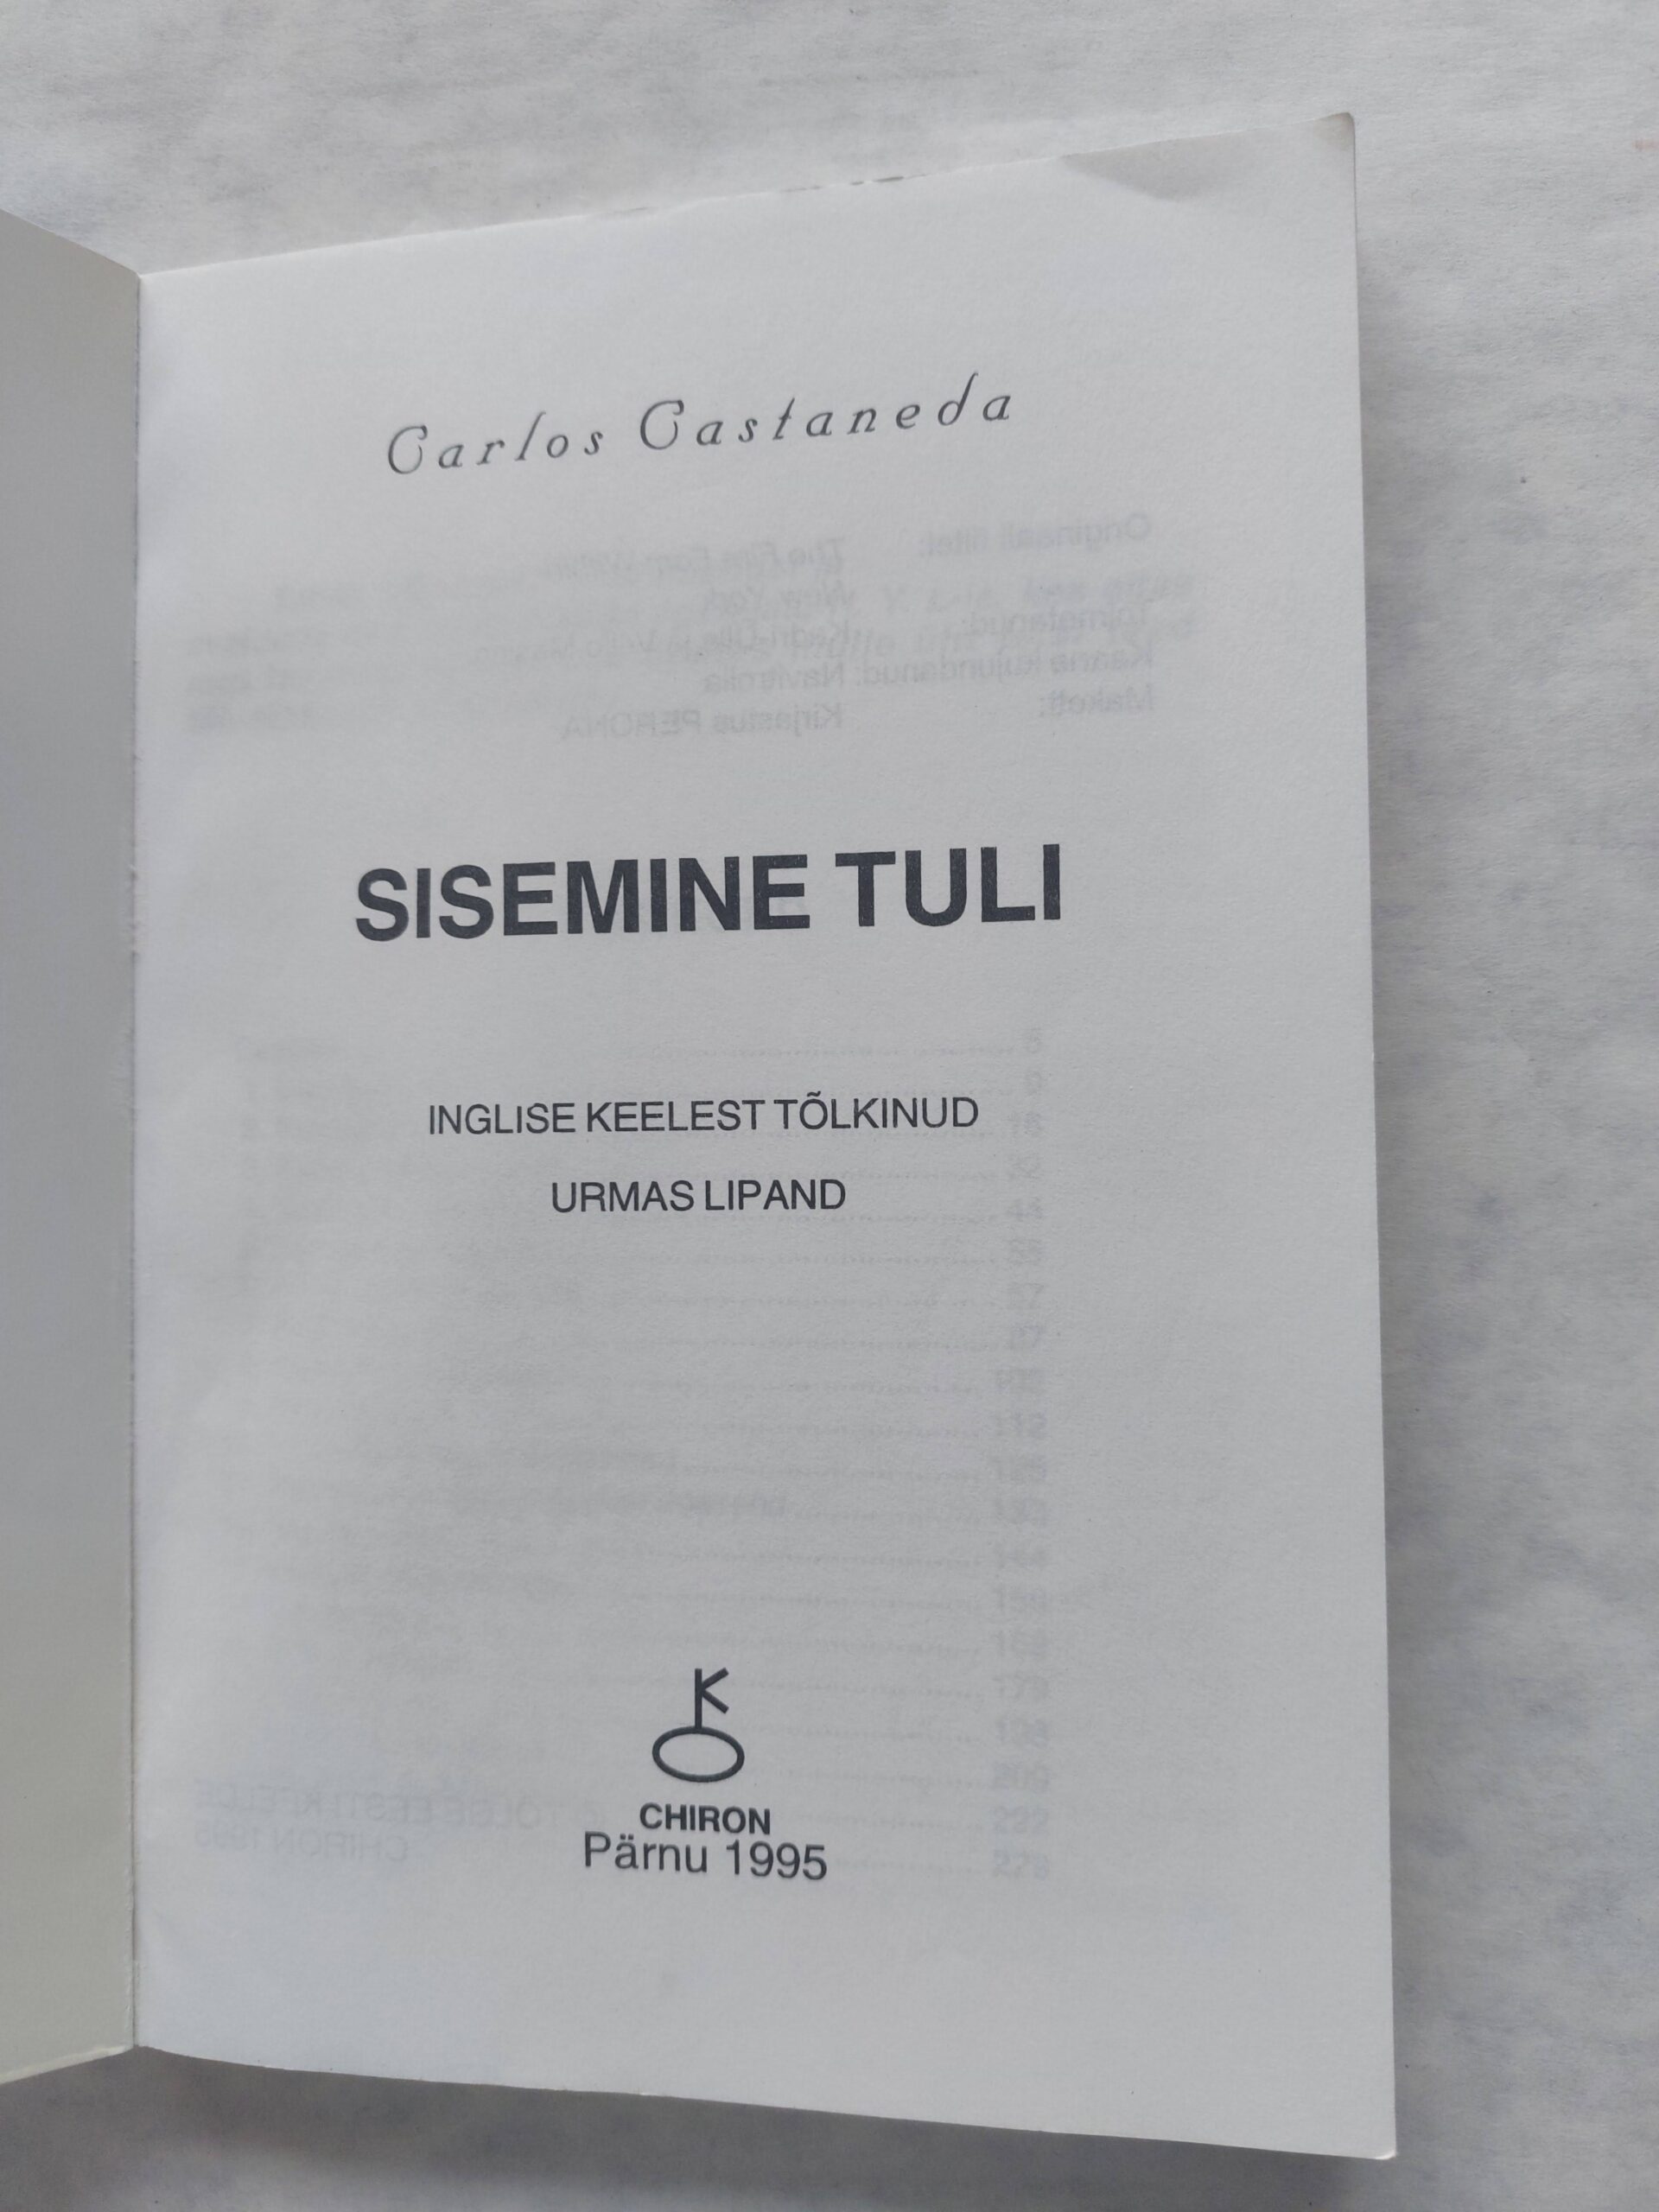 Carlos Castaneda
SISEMINE TULI
INGLISE KEELEST TÕLKINUD
URMAS LIPAND
CHIRON
Pärnu 1995